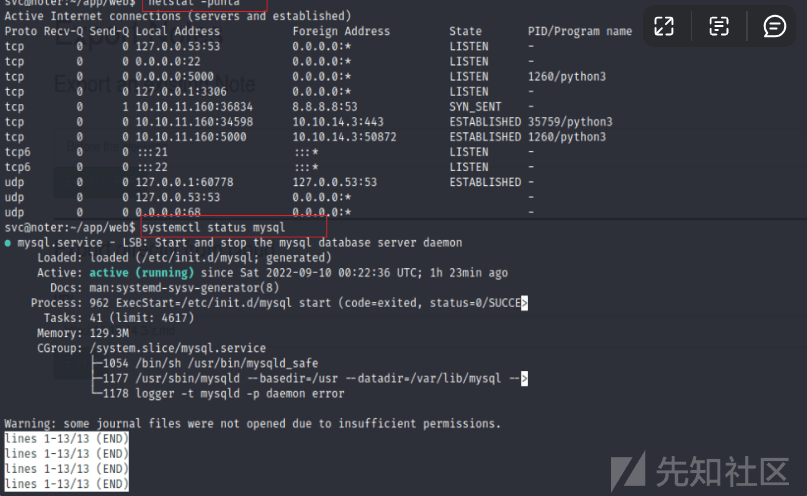 svc@noter:~/app/web$ netstat -punta
Active Internet connections (servers and established)
Proto Recv-Q Send-Q Local Address Foreign Address State PID/Program name
tcp 0 0 127.0.0.53:53 0.0.0.0:* LISTEN -
tcp 0 0 0.0.0.0:22 0.0.0.0:* LISTEN -
tcp 0 0 0.0.0.0:5000 0.0.0.0:* LISTEN 1260/python3
tcp 0 0 127.0.0.1:3306 0.0.0.0:* LISTEN -
tcp 0 1 10.10.11.160:36834 8.8.8.8:53 SYN_SENT -
tcp 0 0 10.10.11.160:34598 10.10.14.3:443 ESTABLISHED 35759/python3
tcp 0 0 10.10.11.160:5000 10.10.14.3:50872 ESTABLISHED 1260/python3
tcp6 0 0 :::21 :::* LISTEN -
tcp6 0 0 :::22 :::* LISTEN -
udp 0 0 127.0.0.1:60778 127.0.0.53:53 ESTABLISHED -
udp 0 0 127.0.0.53:53 0.0.0.0:* -
udp 0 0 0.0.0.0:68 0.0.0.0:* -
svc@noter:~/app/web$ systemctl status mysql
● mysql.service - LSB: Start and stop the mysql database server daemon
Loaded: loaded (/etc/init.d/mysql; generated)
Active: active (running) since Sat 2022-09-10 00:22:36 UTC; 1h 23min ago
Docs: man:systemd-sysv-generator(8)
Process: 962 ExecStart=/etc/init.d/mysql start (code=exited, status=0/SUCCE>
Tasks: 41 (limit: 4617)
Memory: 129.3M
CGroup: /system.slice/mysql.service
├─1054 /bin/sh /usr/bin/mysqld_safe
├─1177 /usr/sbin/mysqld --basedir=/usr --datadir=/var/lib/mysql --><br>
└─1178 logger -t mysqld -p daemon error
Warning: some journal files were not opened due to insufficient permissions.
lines 1-13/13 (END)
lines 1-13/13 (END)
lines 1-13/13 (END)
lines 1-13/13 (END)
先知社区